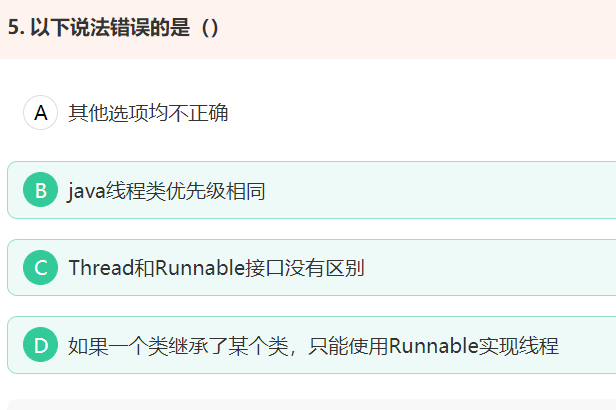 5. 以下说法错误的是（）
A 其他选项均不正确
B java线程类优先级相同
C Thread和Runnable接口没有区别
D 如果一个类继承了某个类，只能使用Runnable实现线程